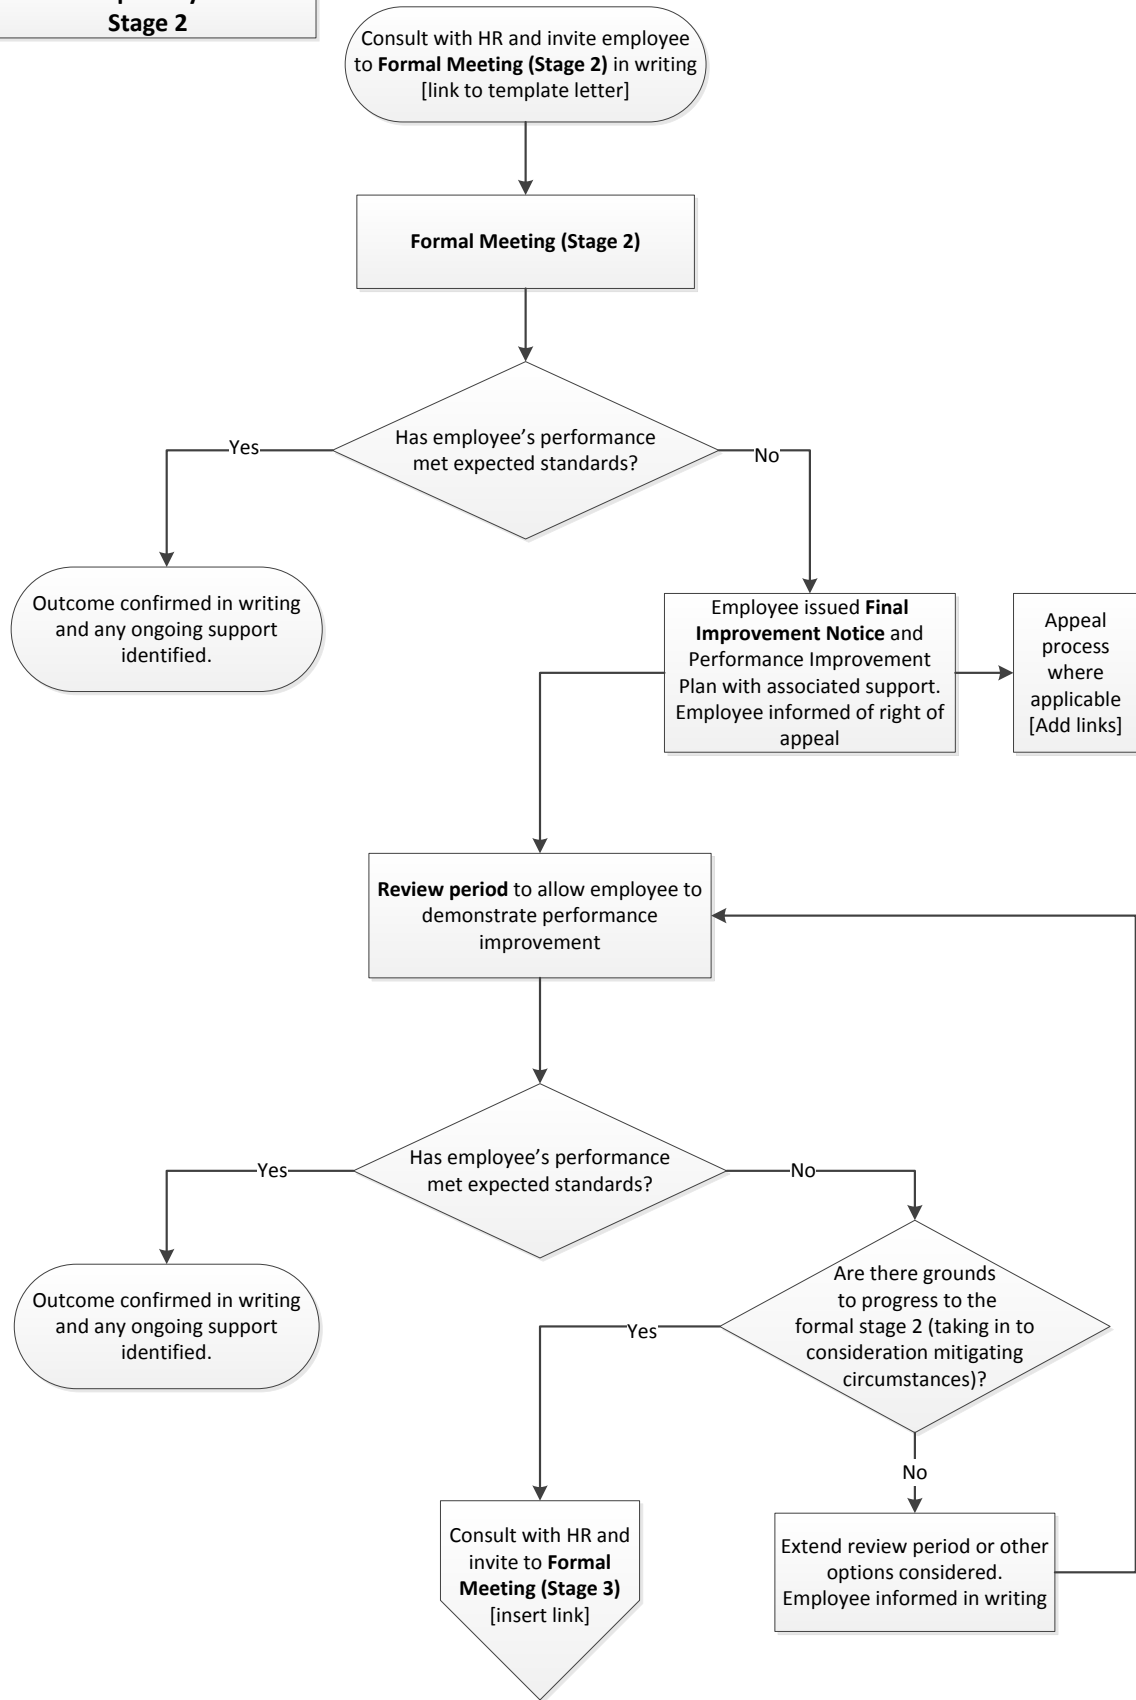 Stage 2
Consult with HR and invite employee
to Formal Meeting (Stage 2) in writing
[link to template letter]
Formal Meeting (Stage 2)
Has employee’s performance
met expected standards?
Yes
No
Outcome confirmed in writing
and any ongoing support
identified.
Employee issued Final
Improvement Notice and
Performance Improvement
Plan with associated support.
Employee informed of right of
appeal
Appeal
process
where
applicable
[Add links]
Review period to allow employee to
demonstrate performance
improvement
Has employee’s performance
met expected standards?
Yes
No
Outcome confirmed in writing
and any ongoing support
identified.
Are there grounds
to progress to the
formal stage 2 (taking in to
consideration mitigating
circumstances)?
Yes
No
Consult with HR and
invite to Formal
Meeting (Stage 3)
[insert link]
Extend review period or other
options considered.
Employee informed in writing